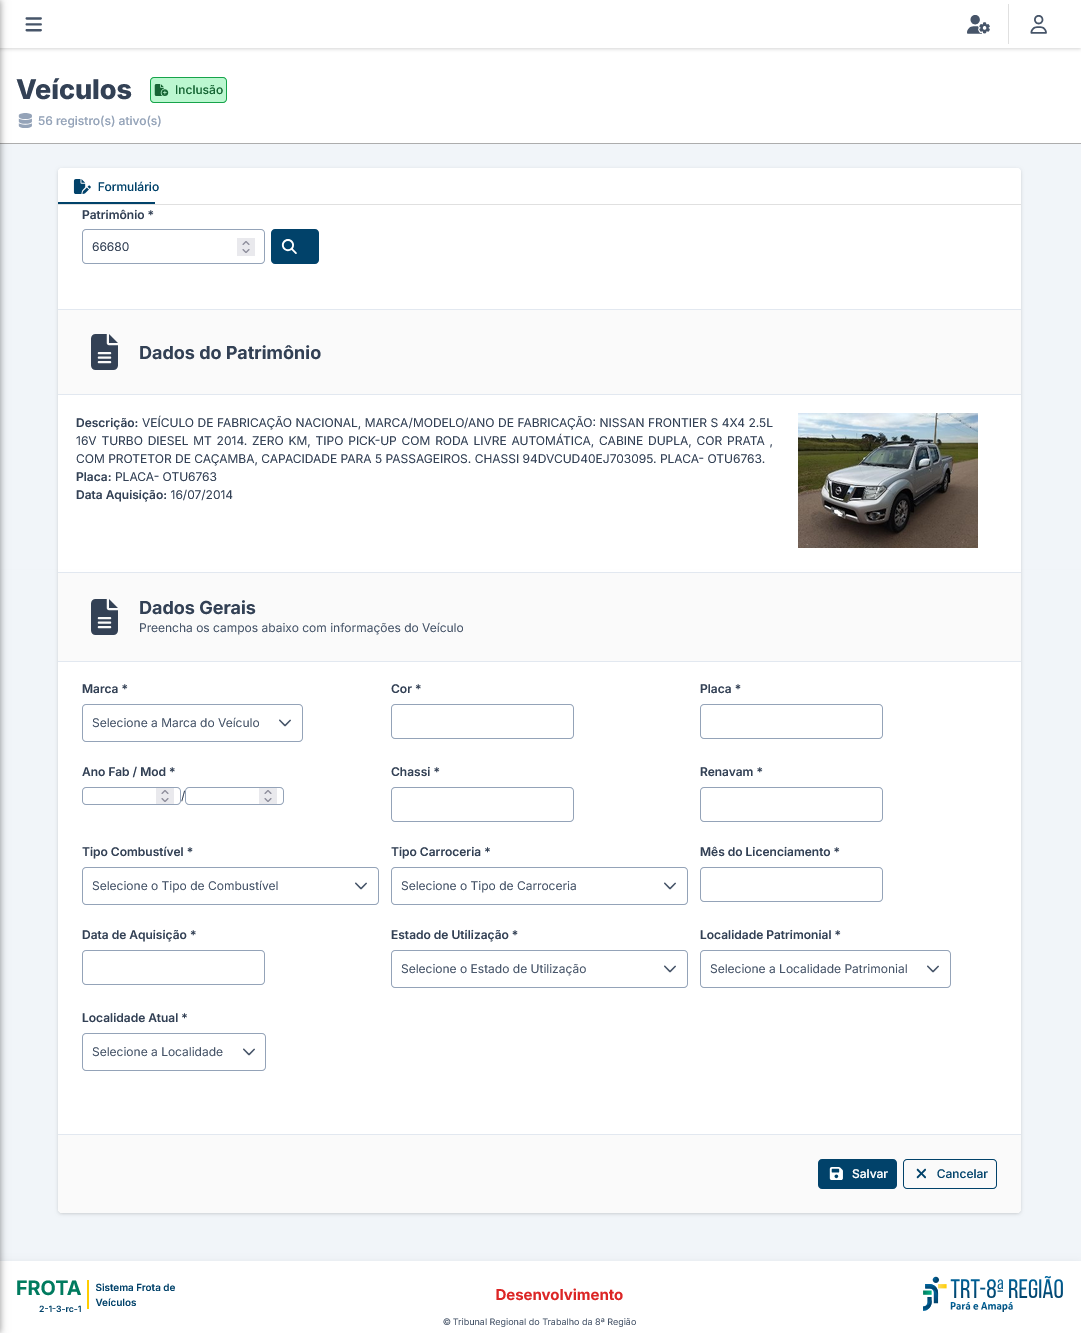 Veículos
Inclusão
56 registro(s) ativo(s)
Formulário
Patrimônio *
66680
Dados do Patrimônio
Descrição: VEÍCULO DE FABRICAÇÃO NACIONAL, MARCA/MODELO/ANO DE FABRICAÇÃO: NISSAN FRONTIER S 4X4 2.5L
16V TURBO DIESEL MT 2014. ZERO KM, TIPO PICK-UP COM RODA LIVRE AUTOMÁTICA, CABINE DUPLA, COR PRATA ,
COM PROTETOR DE CAÇAMBA, CAPACIDADE PARA 5 PASSAGEIROS. CHASSI 94DVCUD40EJ703095. PLACA- OTU6763.
Placa: PLACA- OTU6763
Data Aquisição: 16/07/2014
Dados Gerais
Preencha os campos abaixo com informações do Veículo
Marca * Cor * Placa *
Selecione a Marca do Veículo
Ano Fab / Mod * Chassi * Renavam *
/
Tipo Combustível * Tipo Carroceria * Mês do Licenciamento *
Selecione o Tipo de Combustível Selecione o Tipo de Carroceria
Data de Aquisição * Estado de Utilização * Localidade Patrimonial *
Selecione o Estado de Utilização Selecione a Localidade Patrimonial
Localidade Atual *
Selecione a Localidade
Salvar Cancelar
FROTA
2-1-3-rc-1
Sistema Frota de
Veículos
Desenvolvimento
© Tribunal Regional do Trabalho da 8ª Região
TRT-8ª REGIÃO
Pará e Amapá